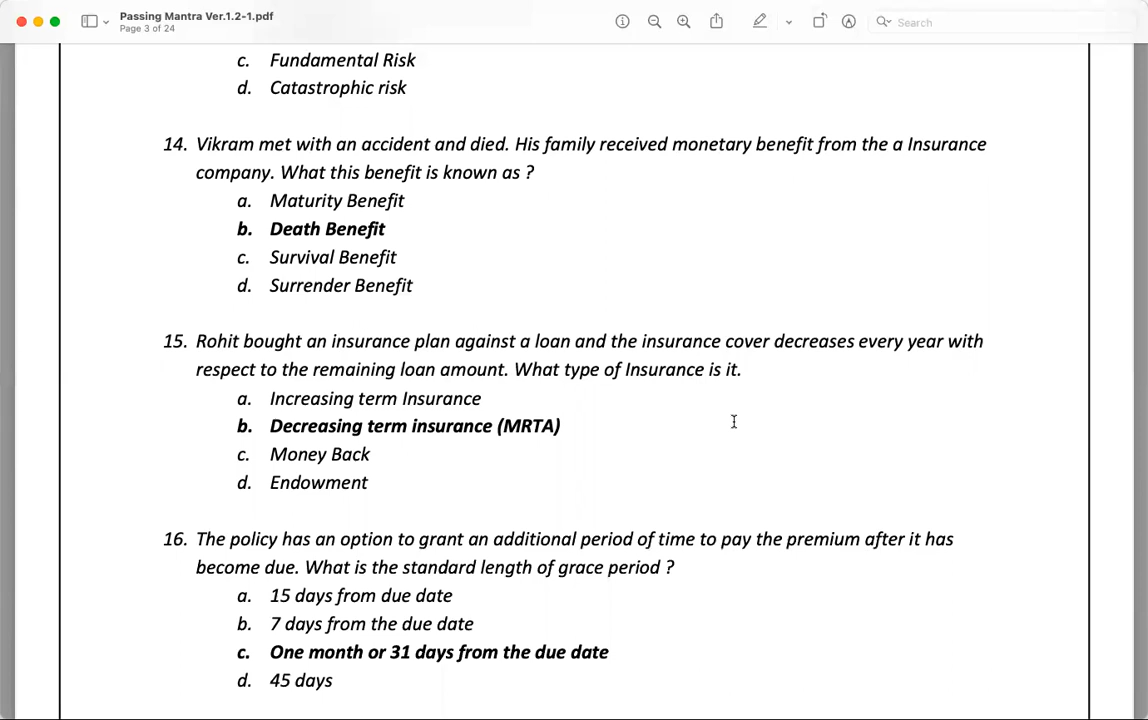 Passing Mantra Ver.1.2-1.pdf
Page 3 of 24
Search
c. Fundamental Risk
d. Catastrophic risk
14. Vikram met with an accident and died. His family received monetary benefit from the a Insurance
company. What this benefit is known as ?
a. Maturity Benefit
b. Death Benefit
c. Survival Benefit
d. Surrender Benefit
15. Rohit bought an insurance plan against a loan and the insurance cover decreases every year with
respect to the remaining loan amount. What type of Insurance is it.
a. Increasing term Insurance
b. Decreasing term insurance (MRTA)
c. Money Back
d. Endowment
16. The policy has an option to grant an additional period of time to pay the premium after it has
become due. What is the standard length of grace period ?
a. 15 days from due date
b. 7 days from the due date
c. One month or 31 days from the due date
d. 45 days